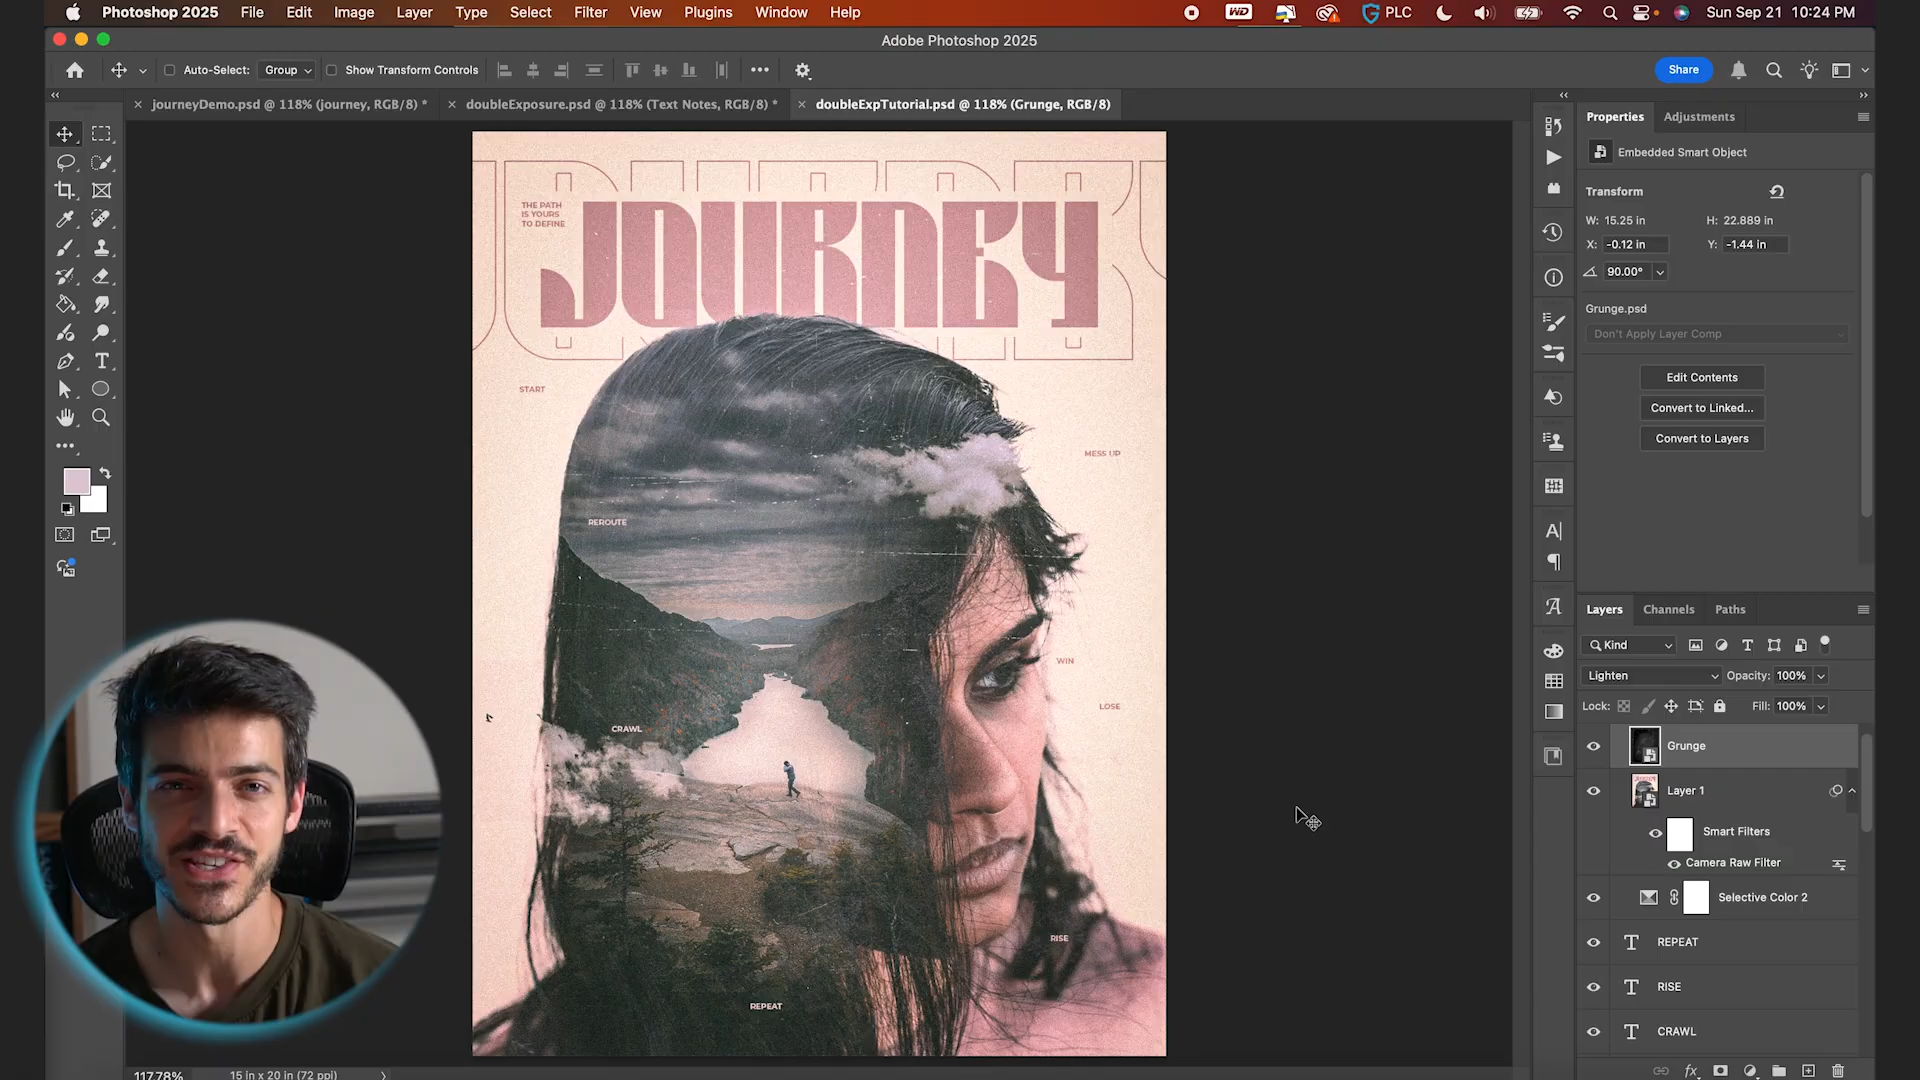 Photoshop 2025 File Edit Image Layer Type Select Filter View Plugins Window Help
WD PLC Sun Sep 21 10:24 PM
Adobe Photoshop 2025
Auto-Select: Group Show Transform Controls
Share
journeyDemo.psd @ 118% (journey, RGB/8) *
doubleExposure.psd @ 118% (Text Notes, RGB/8) *
doubleExpTutorial.psd @ 118% (Grunge, RGB/8)
JOURNEY
THE PATH
IS YOURS
TO DEFINE
JOURNEY
START
MESS UP
REROUTE
WIN
LOSE
CRAWL
RISE
REPEAT
Properties Adjustments
Embedded Smart Object
Transform
W: 15.25 in H: 22.889 in
X: -0.12 in Y: -1.44 in
90.00°
Grunge.psd
Don't Apply Layer Comp
Edit Contents
Convert to Linked...
Convert to Layers
Layers Channels Paths
Kind
Lighten Opacity: 100%
Lock: Fill: 100%
Grunge
Layer 1
Smart Filters
Camera Raw Filter
Selective Color 2
REPEAT
RISE
CRAWL
117.78% 15 in x 20 in (72 ppi)